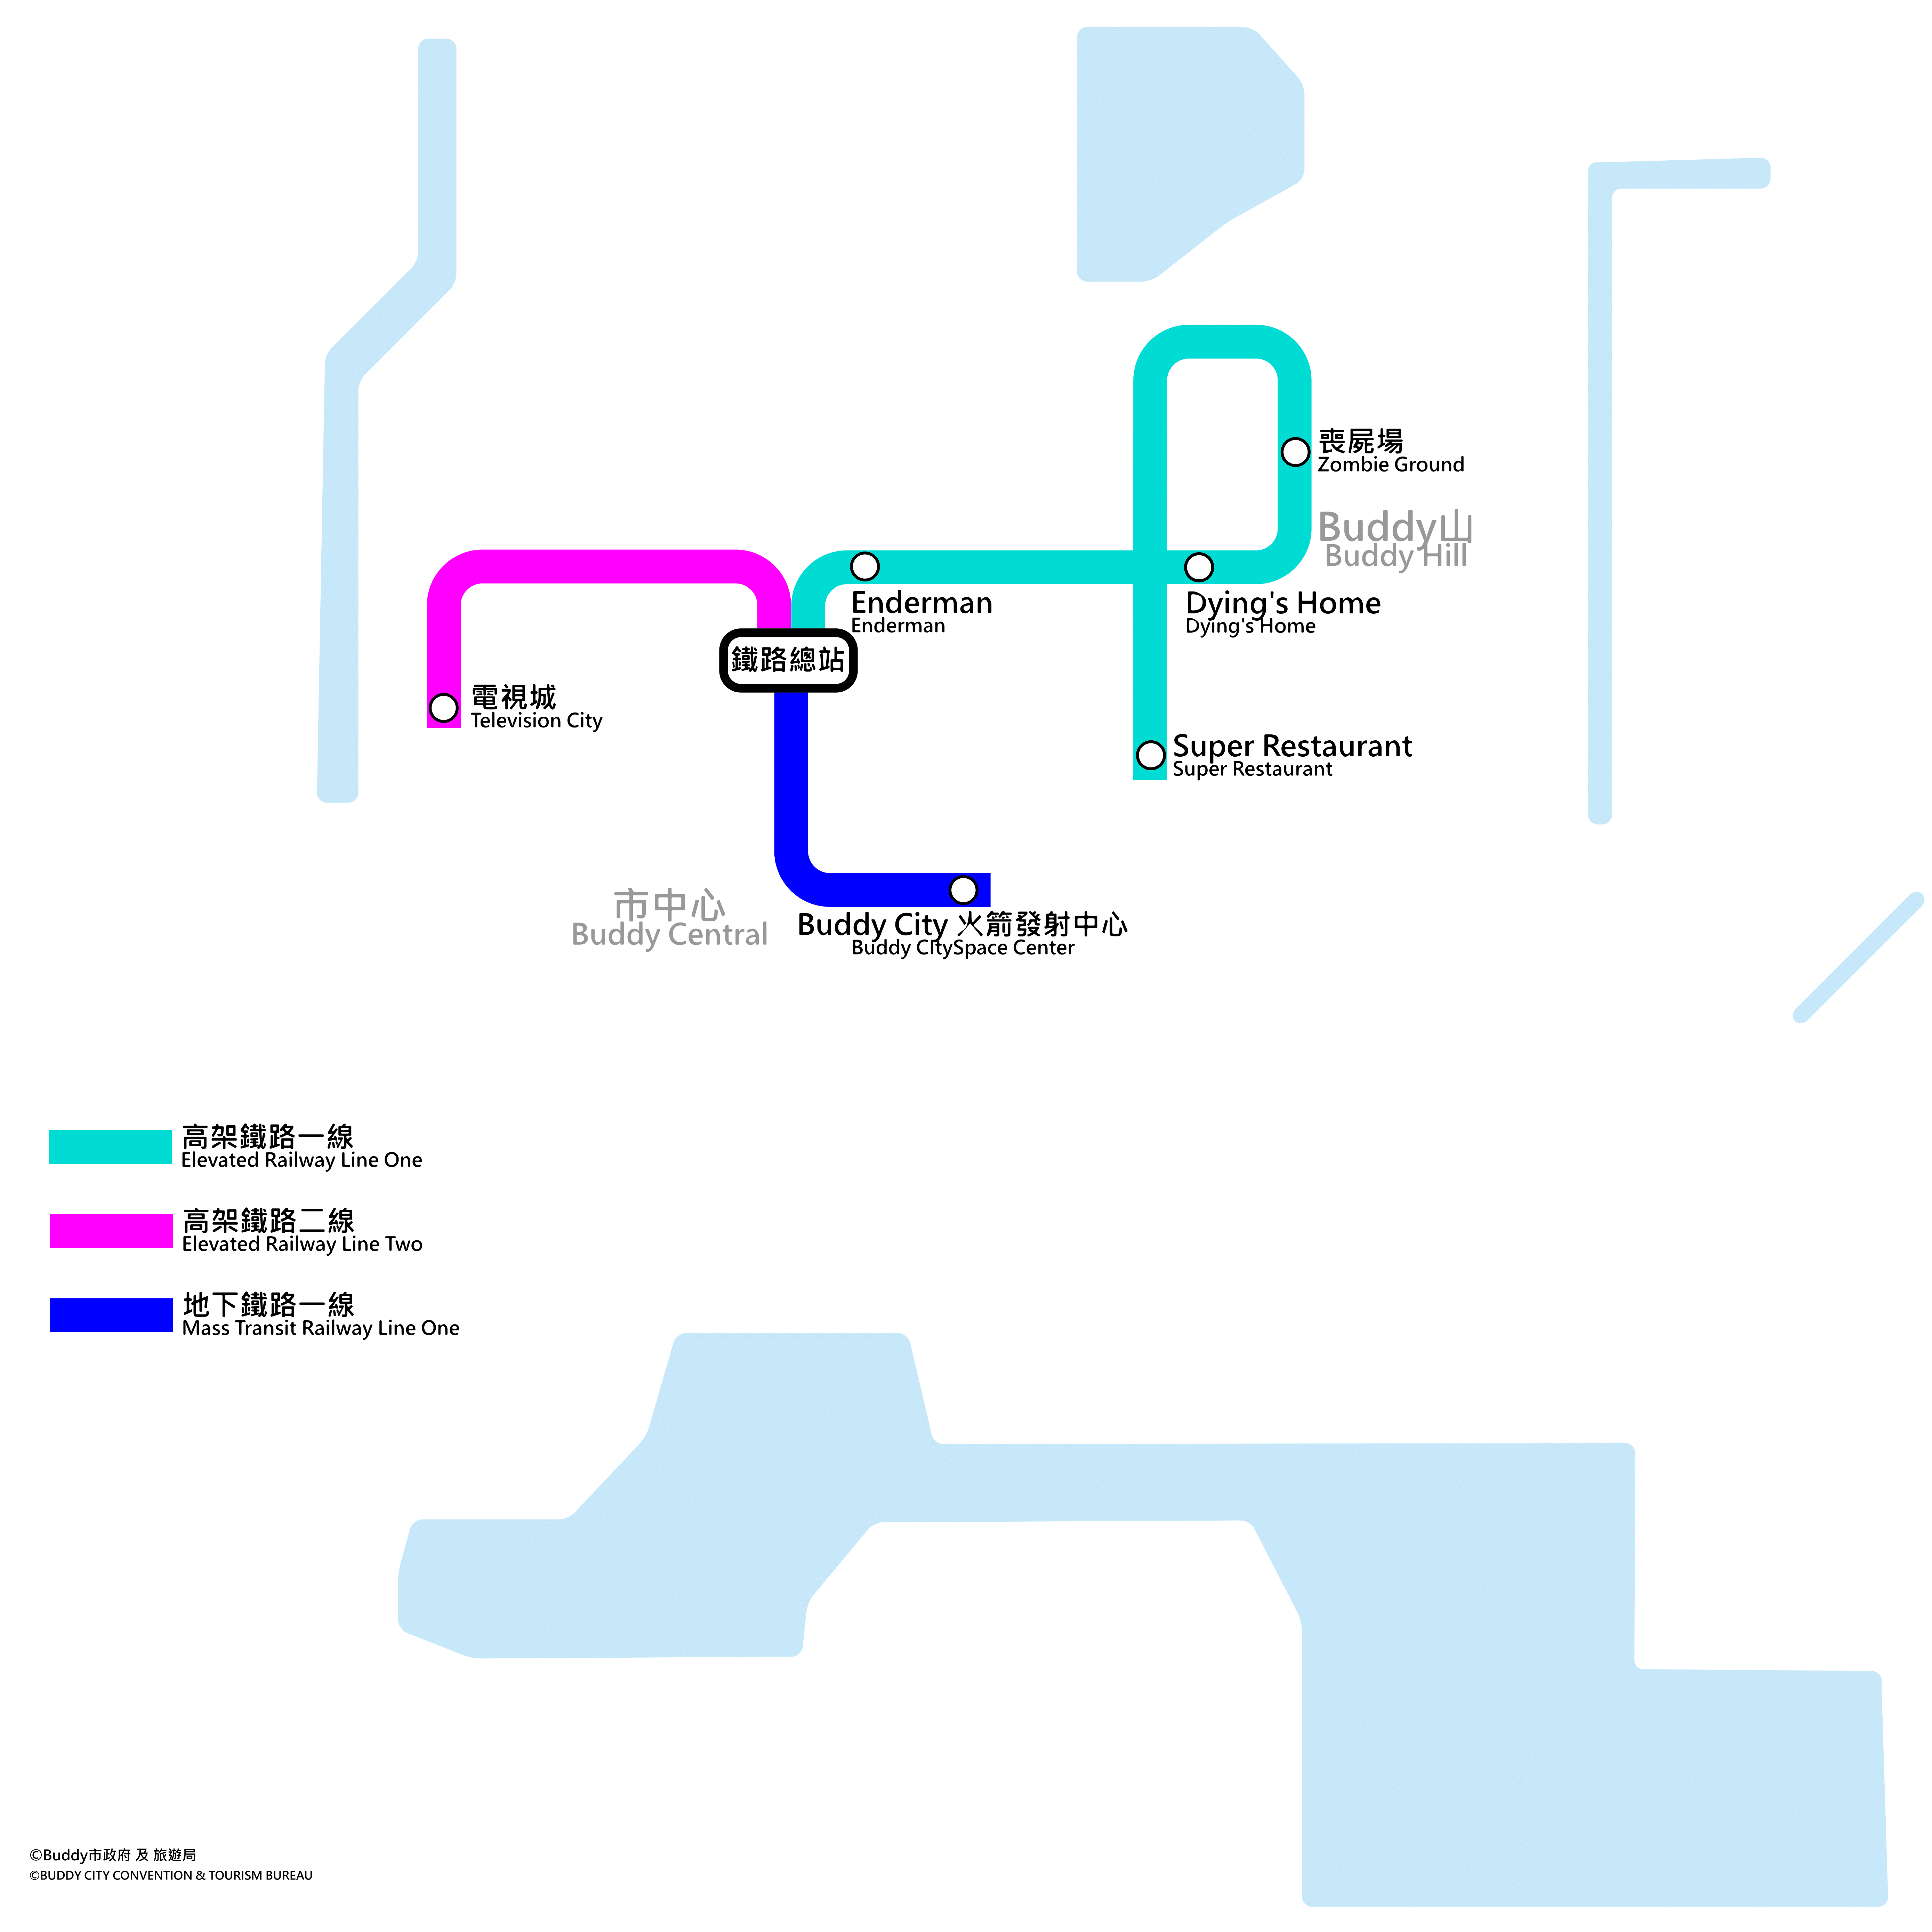 喪屍場
Zombie Ground
Buddy山
Buddy Hill
Enderman
Enderman
Dying's Home
Dying's Home
鐵路總站
電視城
Television City
Super Restaurant
Super Restaurant
市中心
Buddy Central
Buddy City 火箭發射中心
Buddy CItySpace Center
高架鐵路一線
Elevated Railway Line One
高架鐵路二線
Elevated Railway Line Two
地下鐵路一線
Mass Transit Railway Line One
©Buddy市政府 及 旅遊局
©BUDDY CITY CONVENTION & TOURISM BUREAU